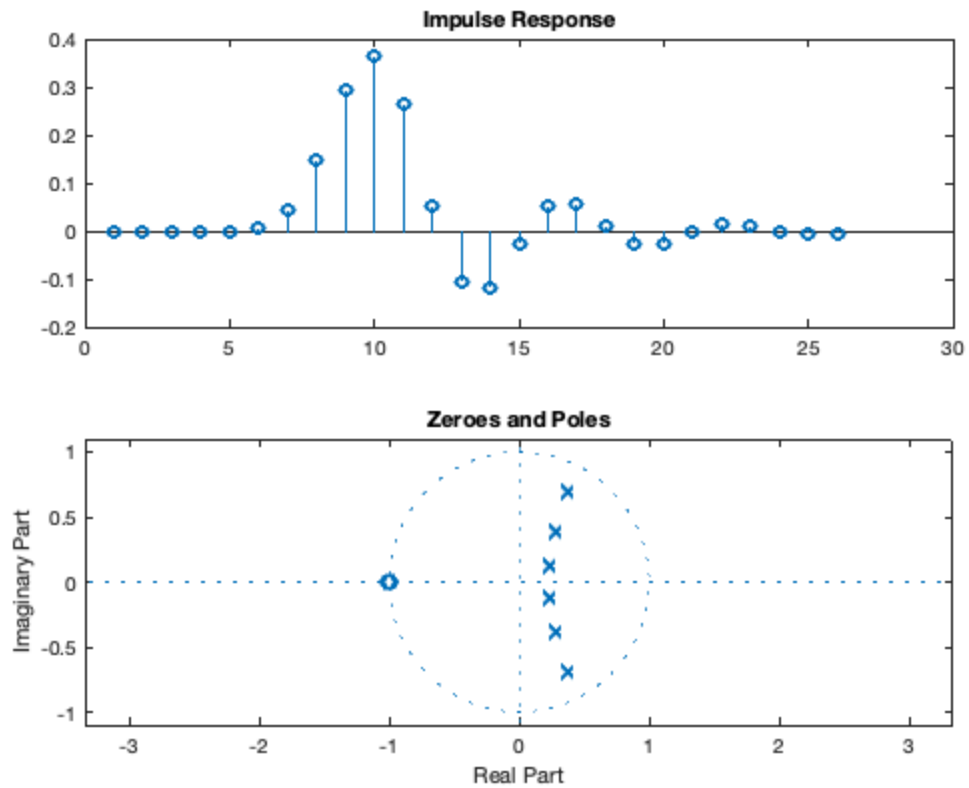 Impulse Response
0.4
0.3
0.2
0.1
0
-0.1
-0.2
0 5 10 15 20 25 30
Zeroes and Poles
1
0.5
0
-0.5
-1
Imaginary Part
-3 -2 -1 0 1 2 3
Real Part